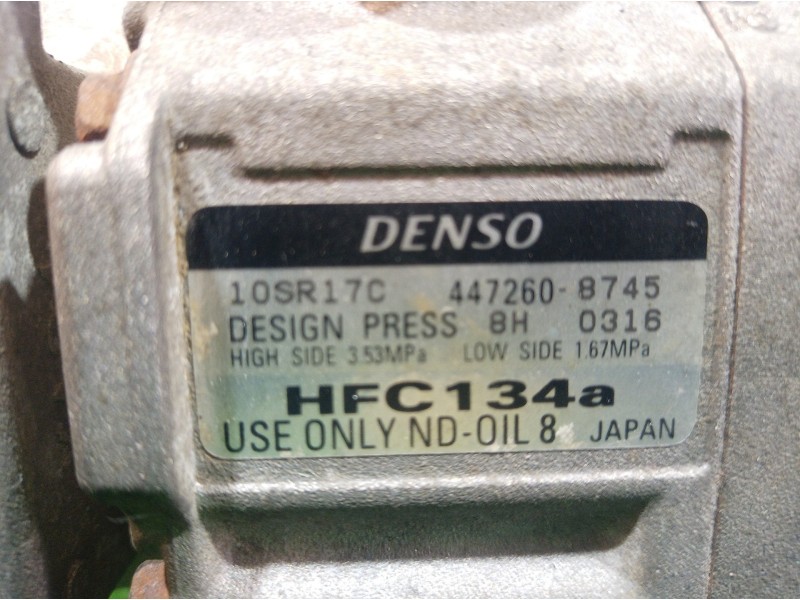 DENSO
10SR17C 447260-8745
DESIGN PRESS 8H 0316
HIGH SIDE 3.53MPa LOW SIDE 1.67MPa
HFC134a
USE ONLY ND-OIL 8 JAPAN